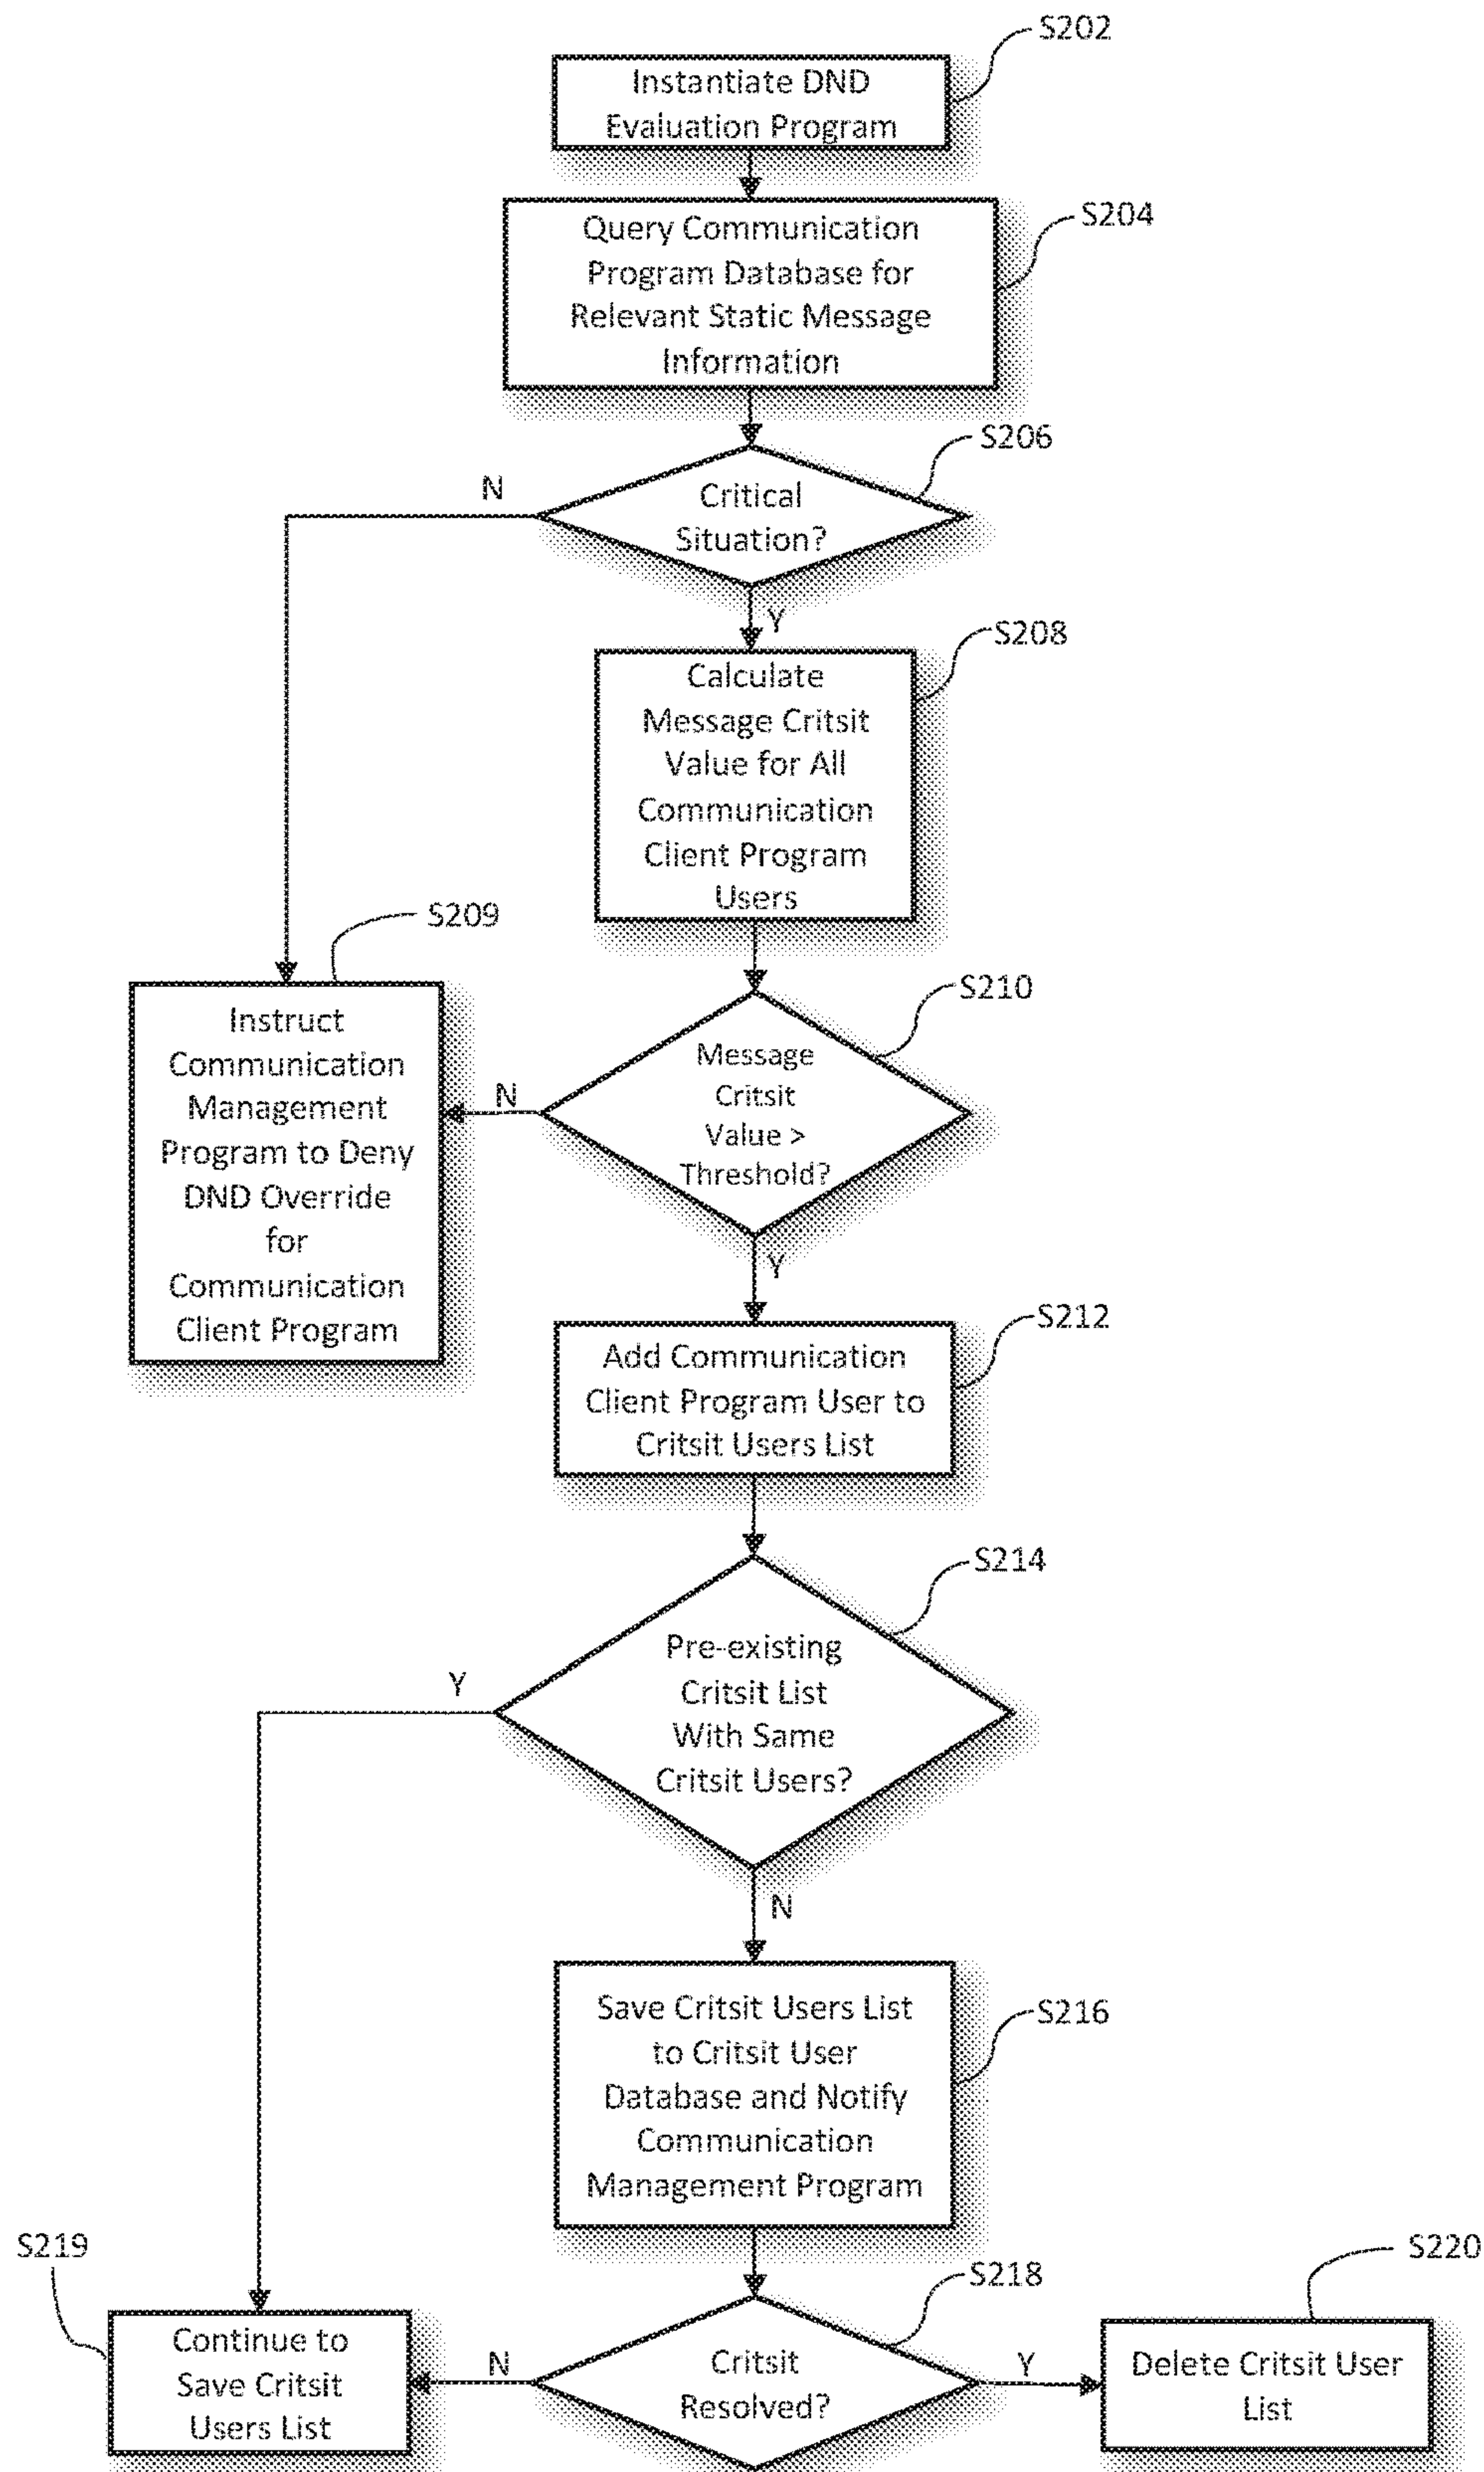 S202
Instantiate DND
Evaluation Program
S204
Query Communication
Program Database for
Relevant Static Message
Information
S206
N
Critical
Situation?
Y
S208
Calculate
Message Critsit
Value for All
Communication
Client Program
Users
S209
Instruct
Communication
Management
Program to Deny
DND Override
for
Communication
Client Program
S210
N
Message
Critsit
Value >
Threshold?
Y
S212
Add Communication
Client Program User to
Critsit Users List
S214
Y
Pre-existing
Critsit List
With Same
Critsit Users?
N
S216
Save Critsit Users List
to Critsit User
Database and Notify
Communication
Management Program
S219
Continue to
Save Critsit
Users List
S218
N
Critsit
Resolved?
Y
S220
Delete Critsit User
List